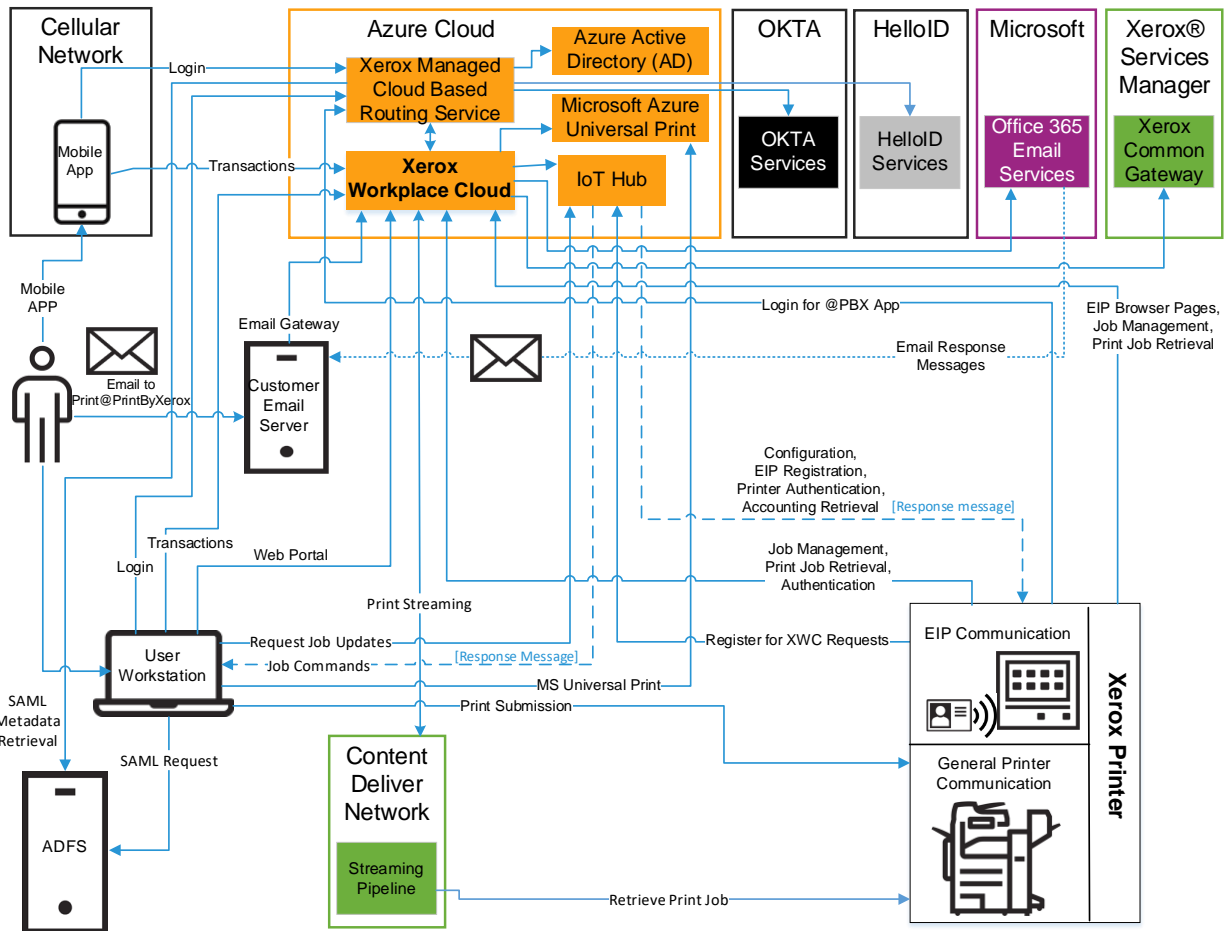 Cellular
Network
Azure Cloud
OKTA
HelloID
Microsoft
Xerox®
Services
Manager
Login
Xerox Managed
Cloud Based
Routing Service
Azure Active
Directory (AD)
Microsoft Azure
Universal Print
OKTA
Services
HelloID
Services
Office 365
Email
Services
Xerox
Common
Gateway
Mobile
App
Transactions
Xerox
Workplace Cloud
IoT Hub
Mobile
APP
Login for @PBX App
EIP Browser Pages,
Job Management,
Print Job Retrieval
Email Gateway
Email Response
Messages
Email to
Print@PrintByXerox
Customer
Email
Server
Configuration,
EIP Registration,
Printer Authentication,
Accounting Retrieval
[Response message]
Transactions
Login
Web Portal
Job Management,
Print Job Retrieval,
Authentication
Print Streaming
User
Workstation
Request Job Updates
Job Commands
[Response Message]
Register for XWC Requests
EIP Communication
MS Universal Print
Print Submission
SAML
Metadata
Retrieval
SAML Request
Content
Deliver
Network
General Printer
Communication
Xerox Printer
ADFS
Streaming
Pipeline
Retrieve Print Job